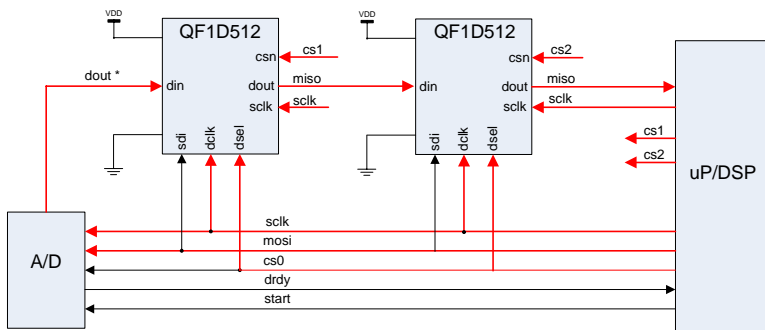 VDD
QF1D512
csn
cs1
dout *
din
dout
miso
sclk
sclk
sdi
dclk
dsel
VDD
QF1D512
csn
cs2
din
dout
miso
sclk
sclk
sdi
dclk
dsel
cs1
cs2
uP/DSP
A/D
sclk
mosi
cs0
drdy
start